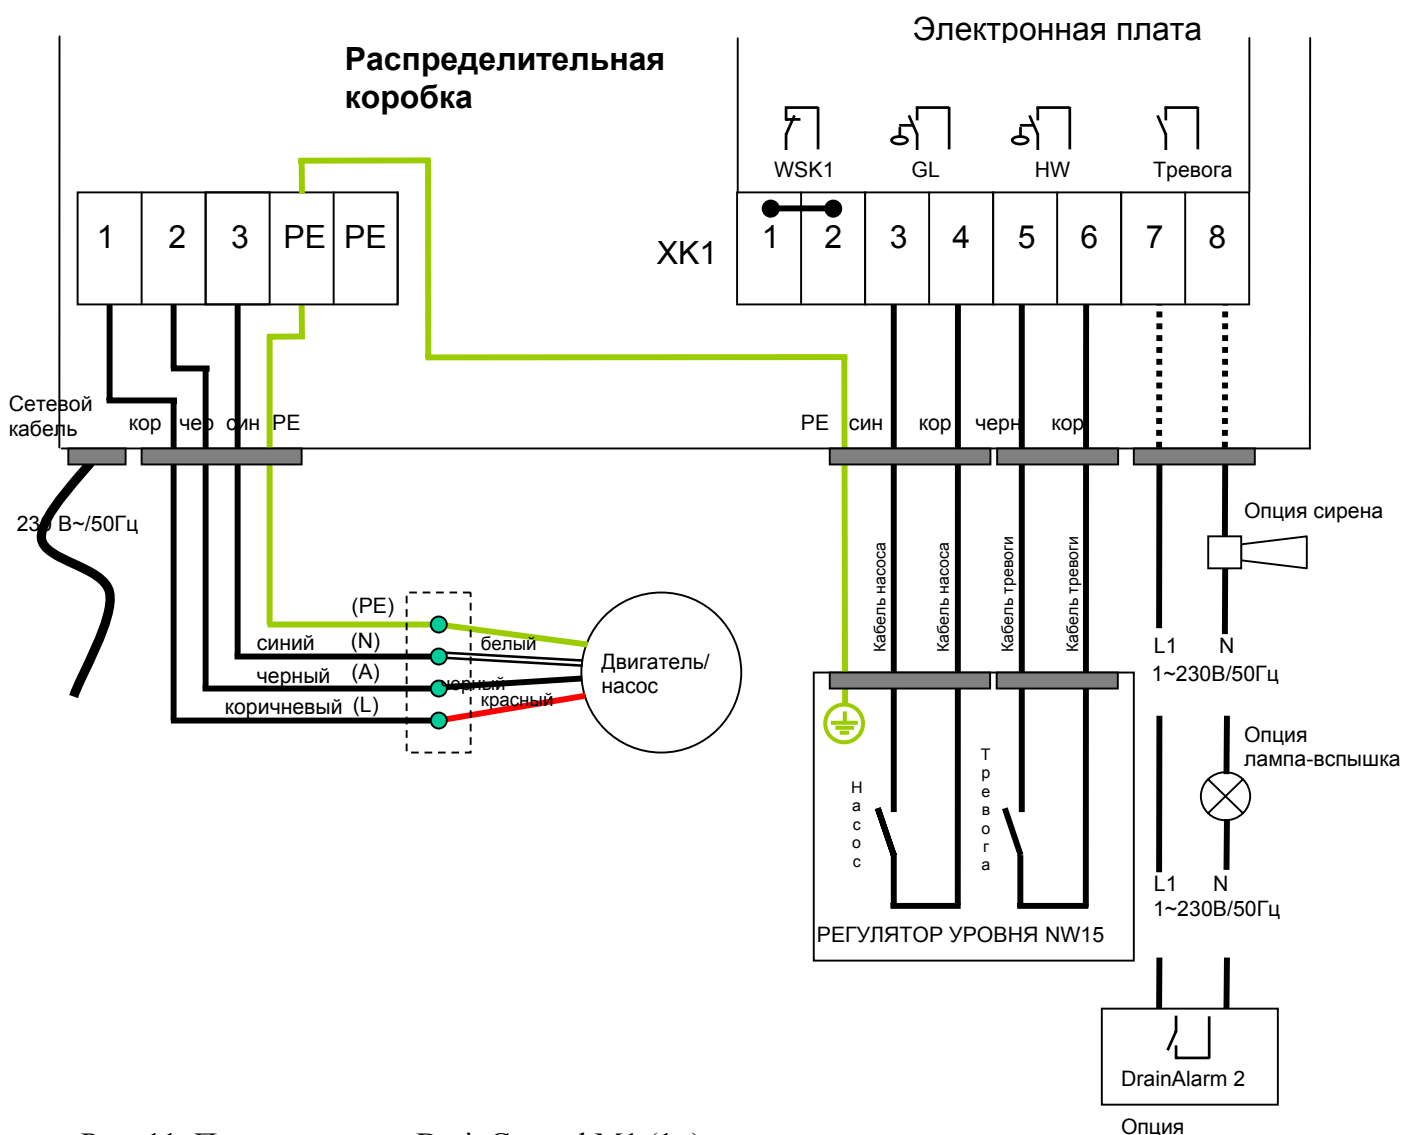 Электронная плата
Распределительная
коробка
WSK1
GL
HW
Тревога
1
2
3
PE
PE
XK1
1
2
3
4
5
6
7
8
Сетевой
кабель
кор
чер
син
PE
PE
син
кор
черн
кор
230 В~/50Гц
Опция сирена
Кабель насоса
Кабель насоса
Кабель тревоги
Кабель тревоги
(PE)
синий (N)
черный (A)
коричневый (L)
белый
черный
красный
Двигатель/
насос
L1 N
1~230В/50Гц
Опция
лампа-вспышка
Насос
Тревога
L1 N
1~230В/50Гц
РЕГУЛЯТОР УРОВНЯ NW15
DrainAlarm 2
Опция